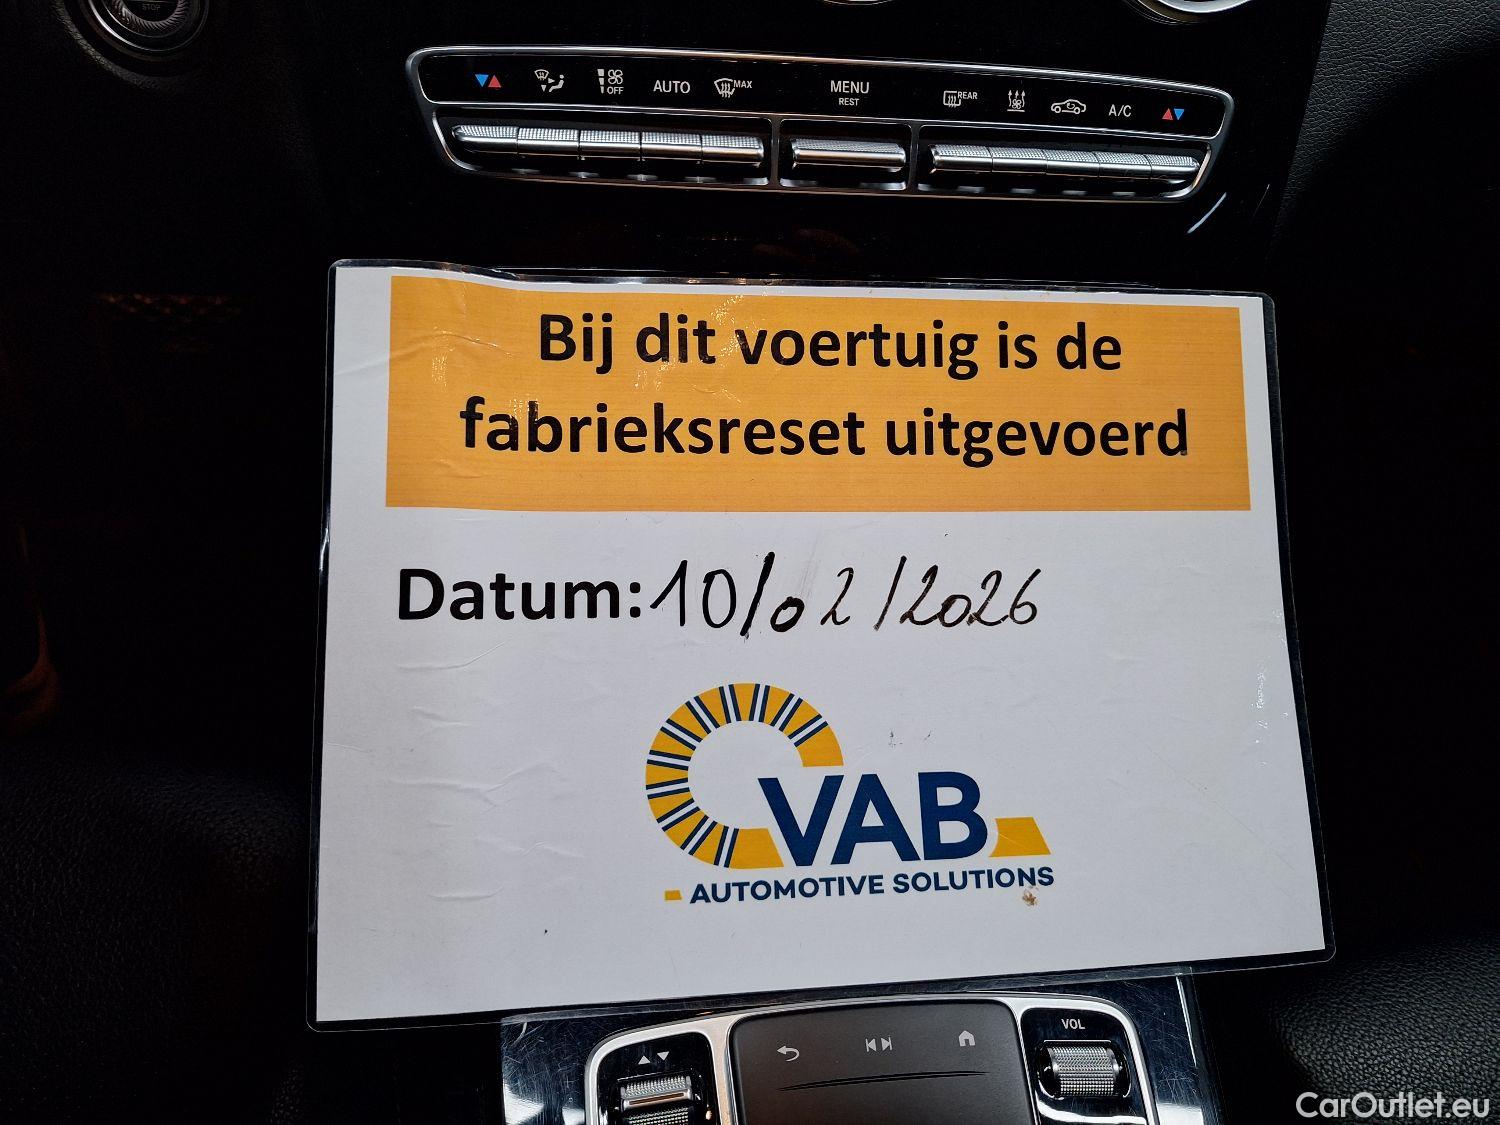 STOP
OFF
AUTO
MAX
MENU
REST
REAR
A/C
Bij dit voertuig is de
fabrieksreset uitgevoerd
Datum: 10/02/2026
VAB
AUTOMOTIVE SOLUTIONS
VOL
CarOutlet.eu